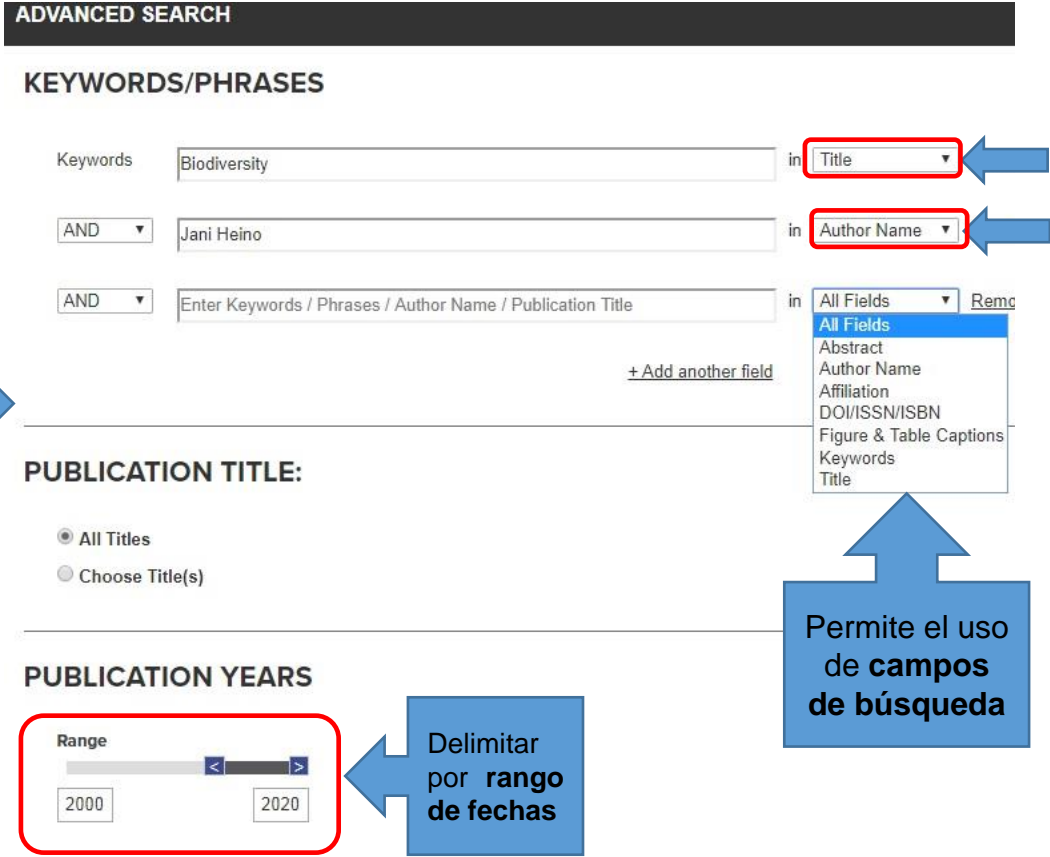 ADVANCED SEARCH
KEYWORDS/PHRASES
Keywords Biodiversity in Title
AND Jani Heino in Author Name
AND Enter Keywords / Phrases / Author Name / Publication Title in All Fields
All Fields
Abstract
Author Name
Affiliation
DOI/ISSN/ISBN
Figure & Table Captions
Keywords
Title
+ Add another field
PUBLICATION TITLE:
All Titles
Choose Title(s)
Permite el uso
de campos
de búsqueda
PUBLICATION YEARS
Range
< >
2000 2020
Delimitar
por rango
de fechas